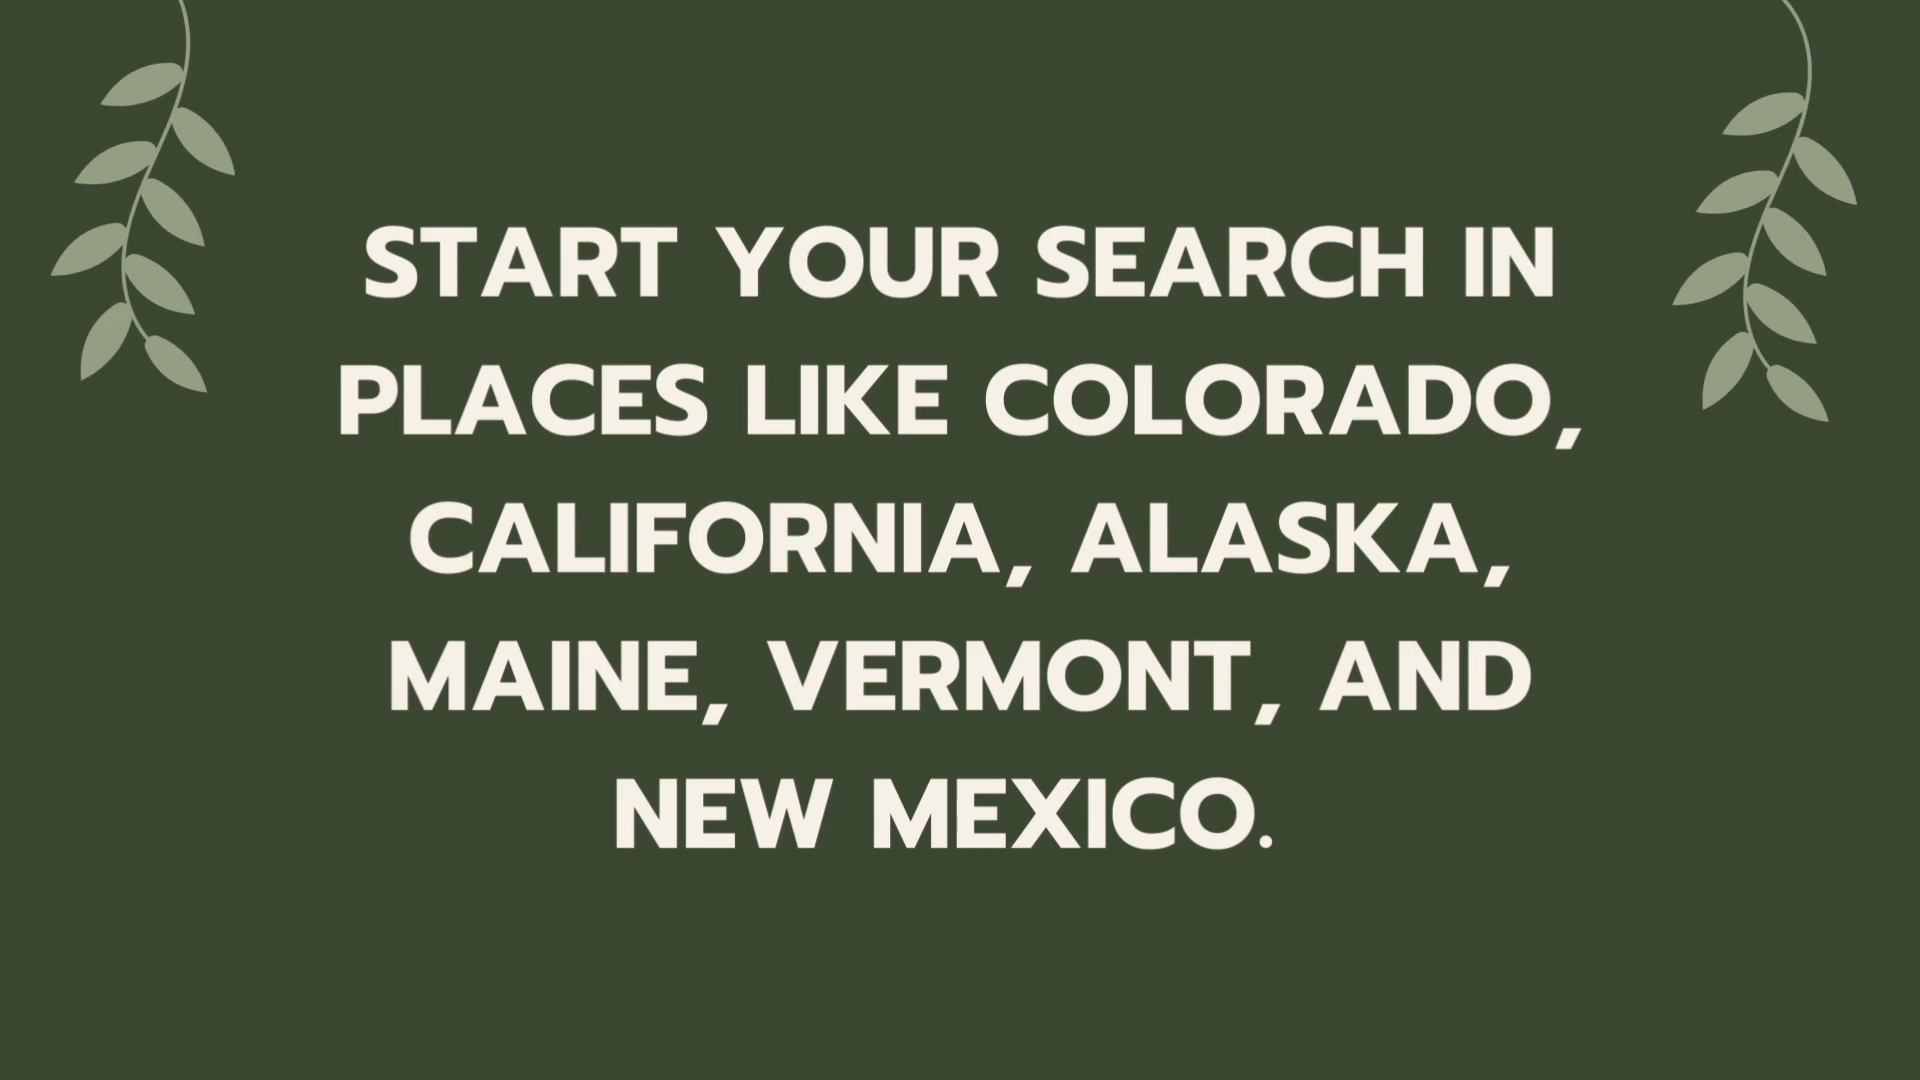 START YOUR SEARCH IN
PLACES LIKE COLORADO,
CALIFORNIA, ALASKA,
MAINE, VERMONT, AND
NEW MEXICO.